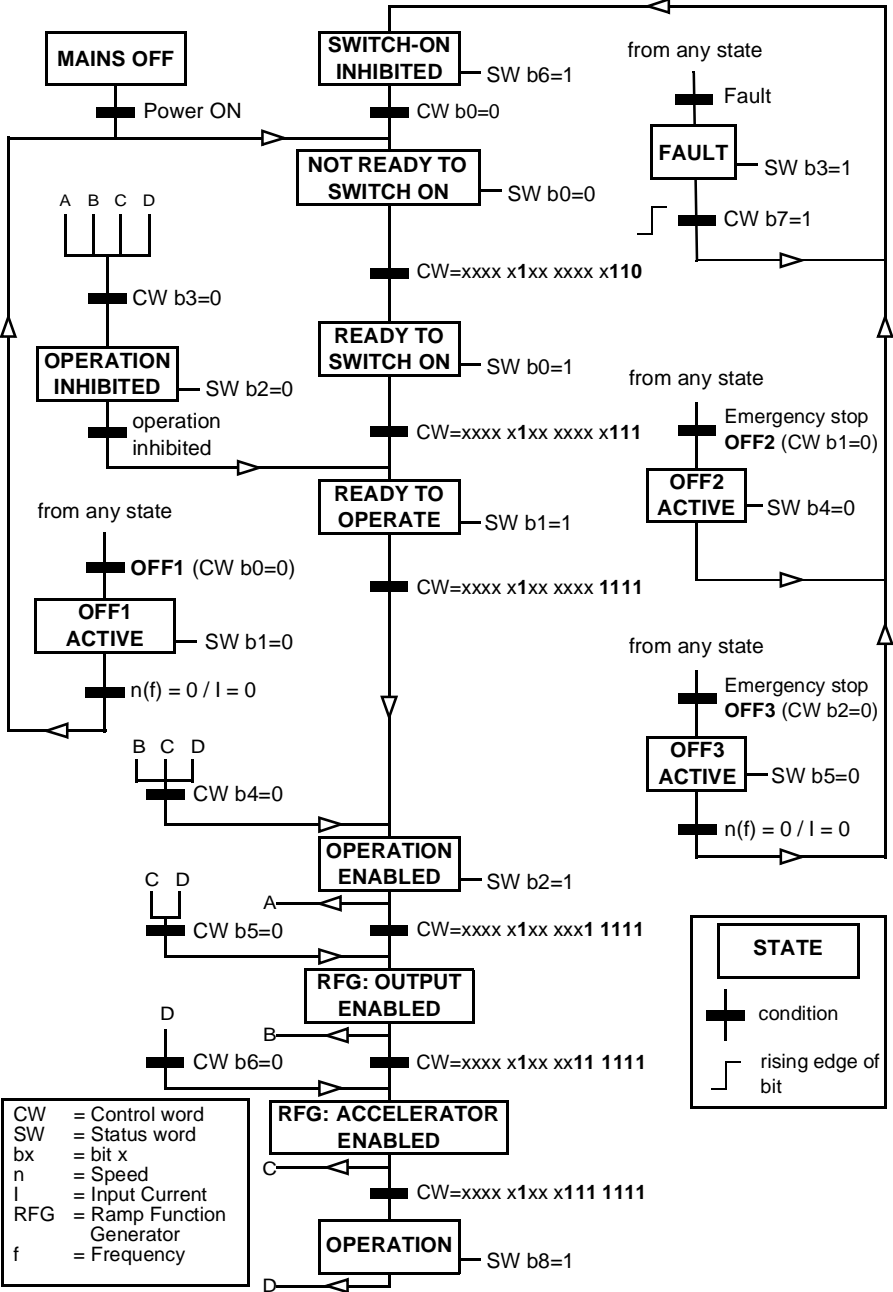 MAINS OFF
Power ON
SWITCH-ON
INHIBITED
SW b6=1
CW b0=0
from any state
Fault
FAULT
SW b3=1
CW b7=1
NOT READY TO
SWITCH ON
SW b0=0
A B C D
CW b3=0
CW=xxxx x1xx xxxx x110
OPERATION
INHIBITED
SW b2=0
operation
inhibited
READY TO
SWITCH ON
SW b0=1
CW=xxxx x1xx xxxx x111
from any state
Emergency stop
OFF2 (CW b1=0)
OFF2
ACTIVE
SW b4=0
READY TO
OPERATE
SW b1=1
CW=xxxx x1xx xxxx 1111
from any state
OFF1 (CW b0=0)
OFF1
ACTIVE
SW b1=0
n(f) = 0 / I = 0
from any state
Emergency stop
OFF3 (CW b2=0)
OFF3
ACTIVE
SW b5=0
n(f) = 0 / I = 0
B C D
CW b4=0
OPERATION
ENABLED
SW b2=1
A
C D
CW b5=0
CW=xxxx x1xx xxx1 1111
RFG: OUTPUT
ENABLED
B
D
CW b6=0
CW=xxxx x1xx xx11 1111
RFG: ACCELERATOR
ENABLED
C
CW=xxxx x1xx x111 1111
OPERATION
SW b8=1
D
STATE
condition
rising edge of
bit
CW = Control word
SW = Status word
bx = bit x
n = Speed
I = Input Current
RFG = Ramp Function
Generator
f = Frequency